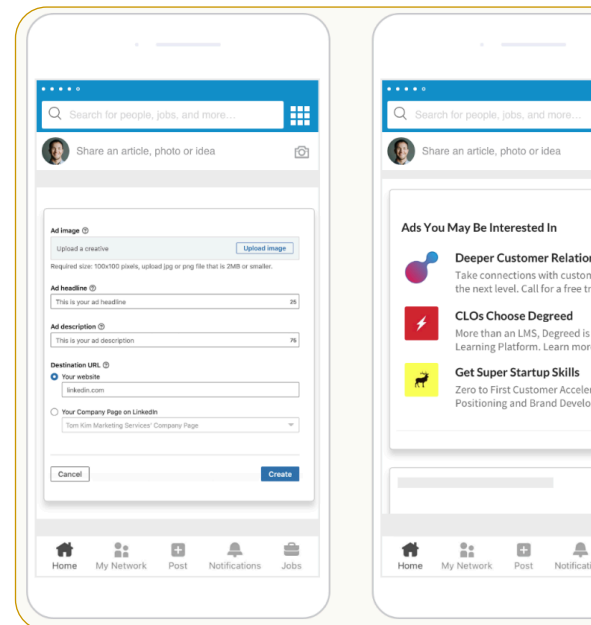 Search for people, jobs, and more...
Share an article, photo or idea
Ad image
Upload a creative
Upload image
Required size: 100x100 pixels, upload jpg or png file that is 2MB or smaller.
Ad headline
This is your ad headline 25
Ad description
This is your ad description 75
Destination URL
Your website
linkedin.com
Your Company Page on LinkedIn
Tom Kim Marketing Services' Company Page
Cancel Create
Home My Network Post Notifications Jobs
Search for people, jobs, and more...
Share an article, photo or idea
Ads You May Be Interested In
Deeper Customer Relation
Take connections with custom
the next level. Call for a free tr
CLOs Choose Degreed
More than an LMS, Degreed is
Learning Platform. Learn more
Get Super Startup Skills
Zero to First Customer Acceler
Positioning and Brand Develo
Home My Network Post Notificati